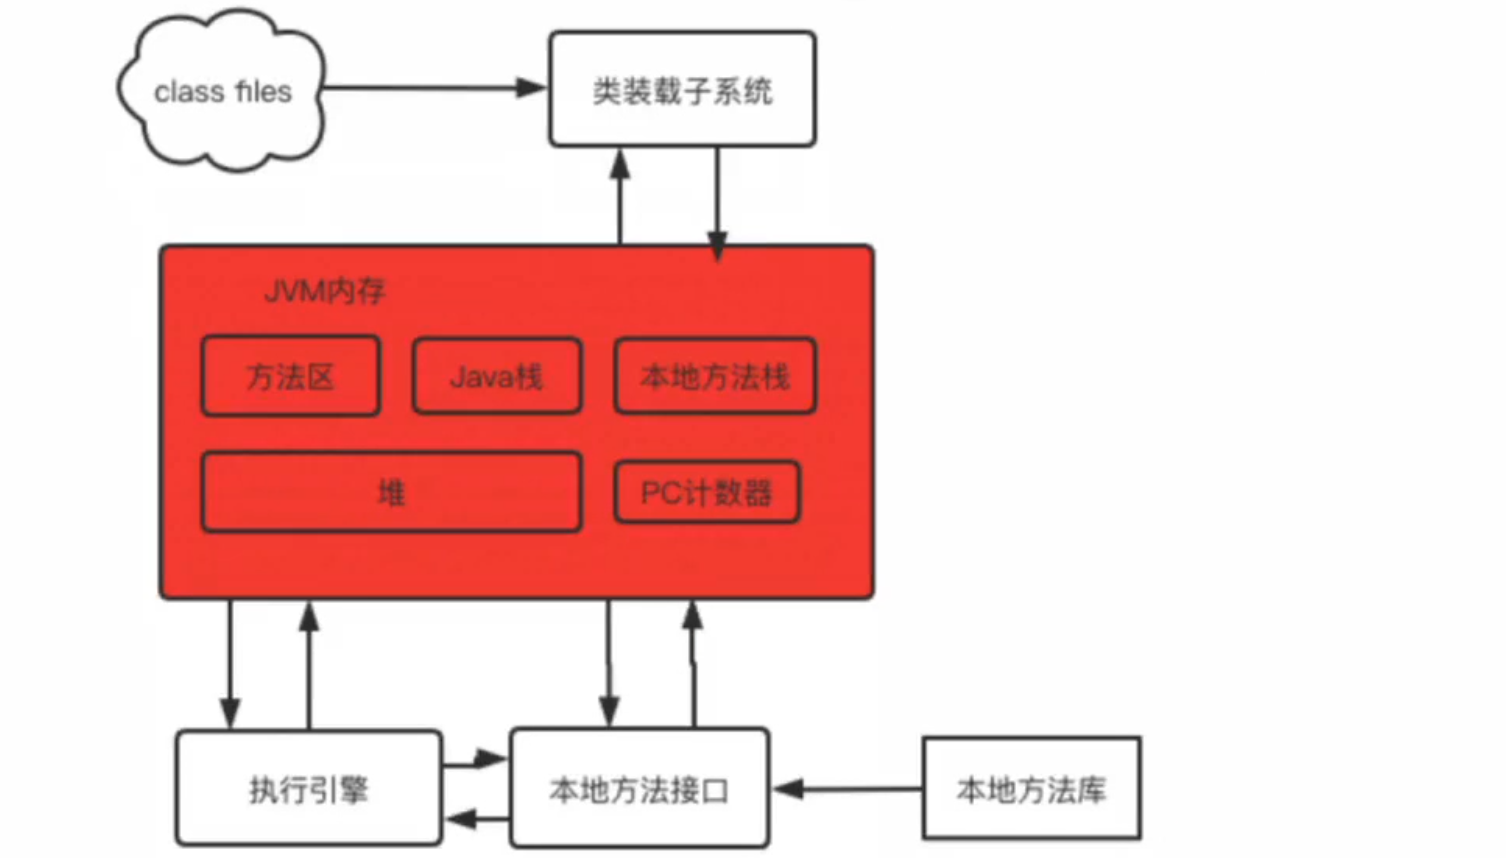 class files
类装载子系统
JVM内存
方法区
Java栈
本地方法栈
堆
PC计数器
执行引擎
本地方法接口
本地方法库